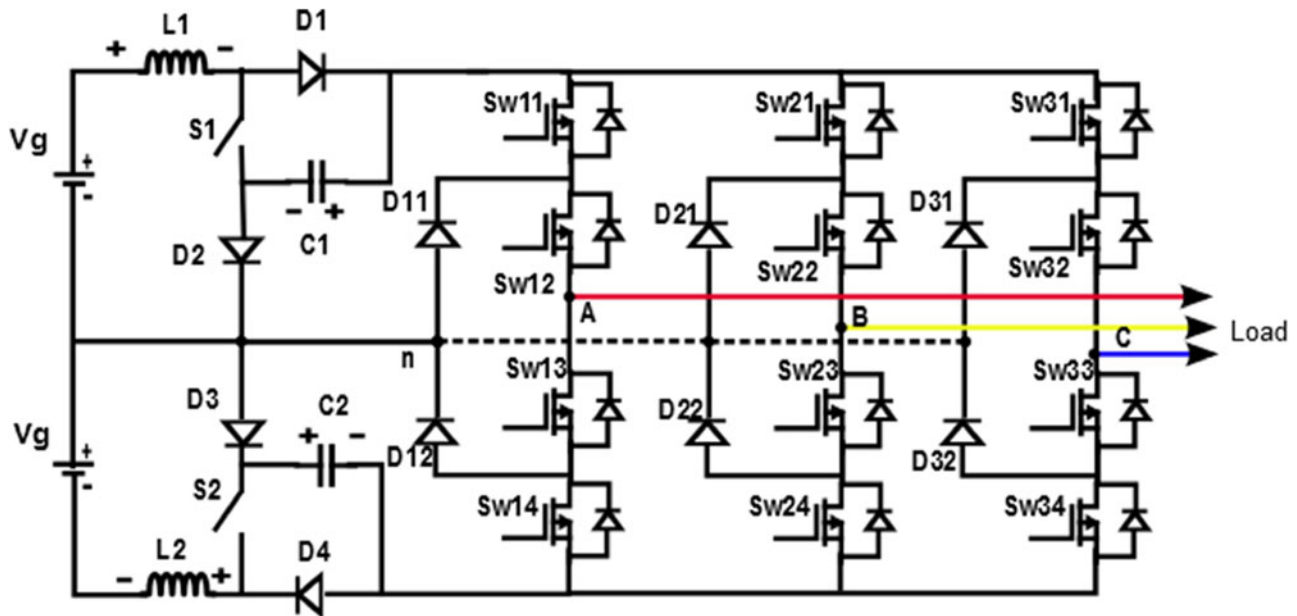 L1
D1
+ -
Sw11
Sw21
Sw31
S1
Vg
+
-
D11
D21
D31
- +
C1
D2
Sw12
Sw22
Sw32
A
B
Load
C
n
Sw13
Sw23
Sw33
D3
C2
D22
Vg
+ -
D12
D32
+
-
S2
Sw14
Sw24
Sw34
L2
D4
- +